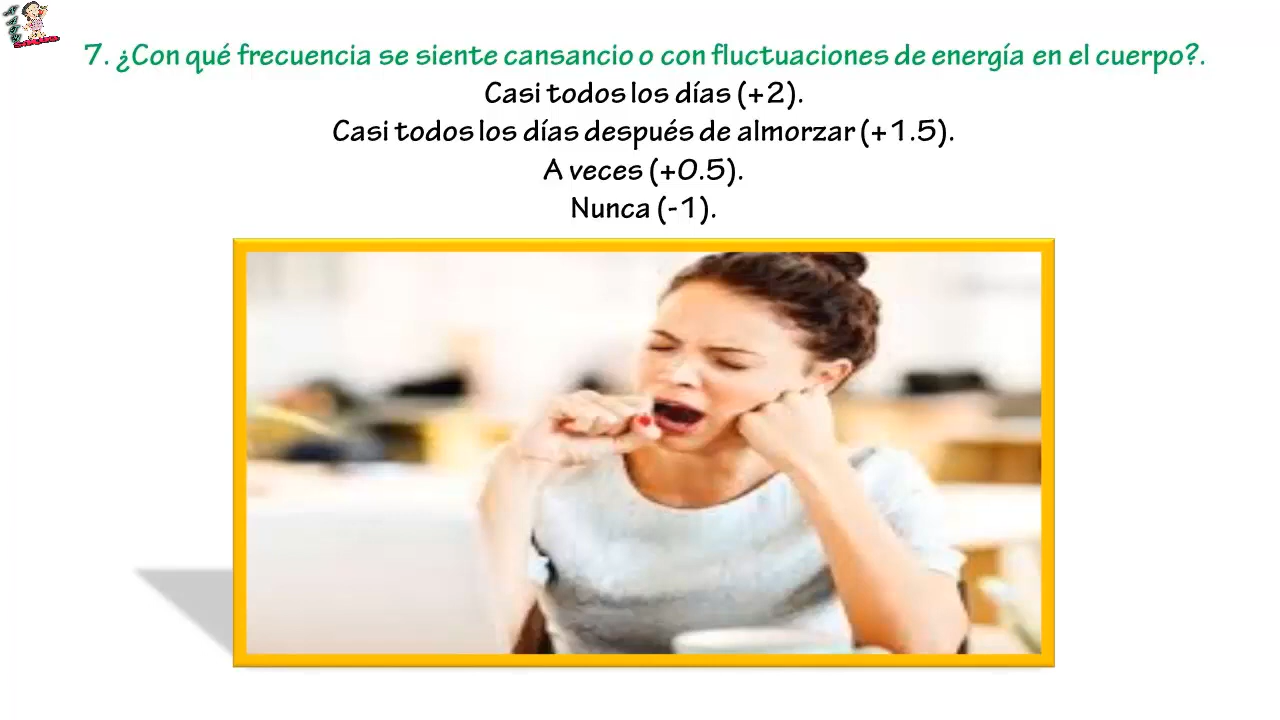 7. ¿Con qué frecuencia se siente cansancio o con fluctuaciones de energía en el cuerpo?.
Casi todos los días (+2).
Casi todos los días después de almorzar (+1.5).
A veces (+0.5).
Nunca (-1).